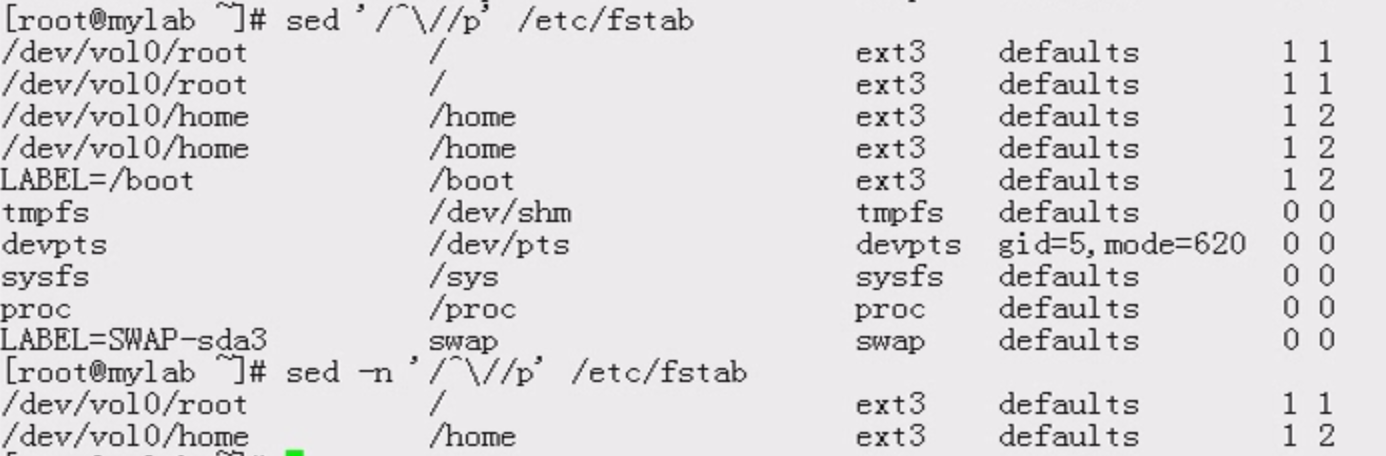 [root@mylab ~]# sed '/^\//p' /etc/fstab
/dev/vol0/root / ext3 defaults 1 1
/dev/vol0/root / ext3 defaults 1 1
/dev/vol0/home /home ext3 defaults 1 2
/dev/vol0/home /home ext3 defaults 1 2
LABEL=/boot /boot ext3 defaults 1 2
tmpfs /dev/shm tmpfs defaults 0 0
devpts /dev/pts devpts gid=5,mode=620 0 0
sysfs /sys sysfs defaults 0 0
proc /proc proc defaults 0 0
LABEL=SWAP-sda3 swap swap defaults 0 0
[root@mylab ~]# sed -n '/^\//p' /etc/fstab
/dev/vol0/root / ext3 defaults 1 1
/dev/vol0/home /home ext3 defaults 1 2